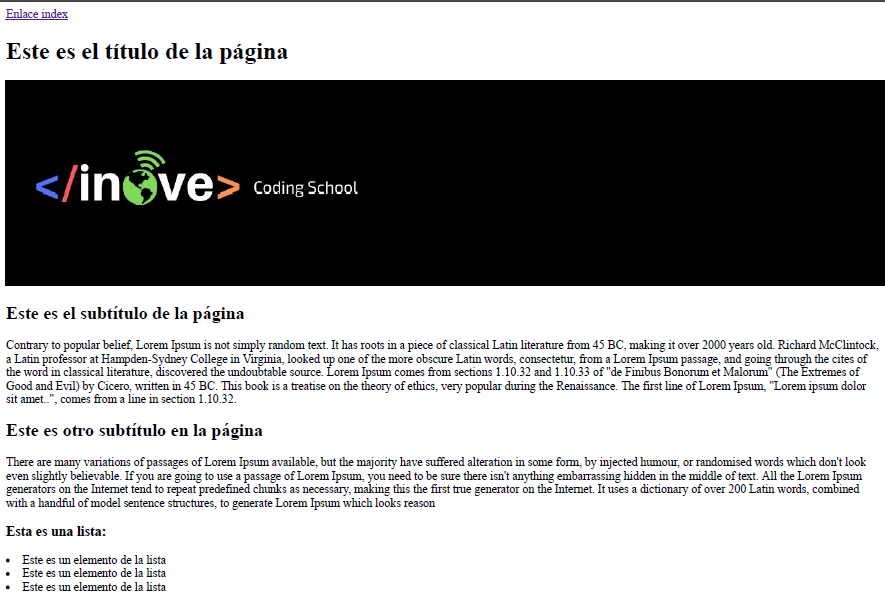 Enlace index
Este es el título de la página
</inove> Coding School
Este es el subtítulo de la página
Contrary to popular belief, Lorem Ipsum is not simply random text. It has roots in a piece of classical Latin literature from 45 BC, making it over 2000 years old. Richard McClintock,
a Latin professor at Hampden-Sydney College in Virginia, looked up one of the more obscure Latin words, consectetur, from a Lorem Ipsum passage, and going through the cites of
the word in classical literature, discovered the undoubtable source. Lorem Ipsum comes from sections 1.10.32 and 1.10.33 of "de Finibus Bonorum et Malorum" (The Extremes of
Good and Evil) by Cicero, written in 45 BC. This book is a treatise on the theory of ethics, very popular during the Renaissance. The first line of Lorem Ipsum, "Lorem ipsum dolor
sit amet..", comes from a line in section 1.10.32.
Este es otro subtítulo en la página
There are many variations of passages of Lorem Ipsum available, but the majority have suffered alteration in some form, by injected humour, or randomised words which don't look
even slightly believable. If you are going to use a passage of Lorem Ipsum, you need to be sure there isn't anything embarrassing hidden in the middle of text. All the Lorem Ipsum
generators on the Internet tend to repeat predefined chunks as necessary, making this the first true generator on the Internet. It uses a dictionary of over 200 Latin words, combined
with a handful of model sentence structures, to generate Lorem Ipsum which looks reason
Esta es una lista:
• Este es un elemento de la lista
• Este es un elemento de la lista
• Este es un elemento de la lista